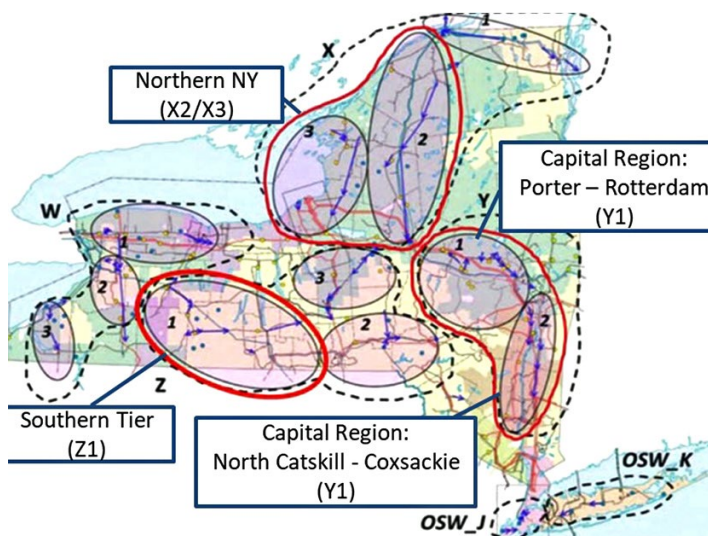 X
1
Northern NY
(X2/X3)
3
2
Capital Region:
Porter – Rotterdam
(Y1)
W
Y
1
1
2
3
3
1
2
2
Z
Southern Tier
(Z1)
Capital Region:
North Catskill - Coxsackie
(Y1)
OSW_K
OSW_J